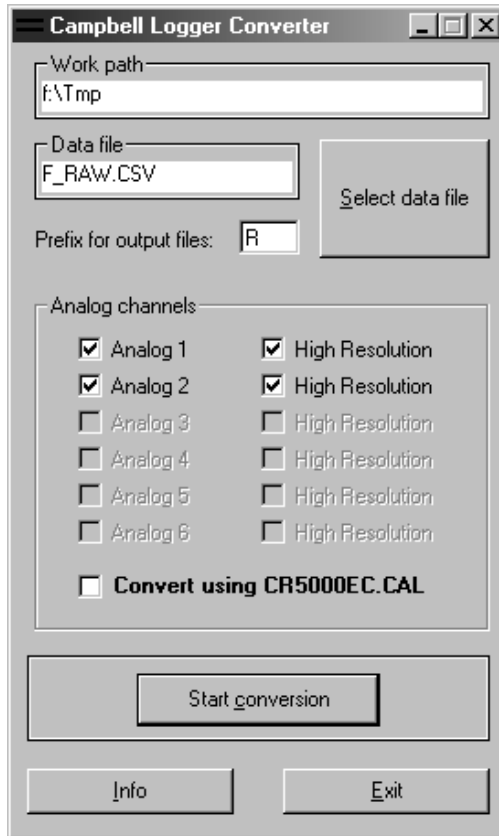 Campbell Logger Converter
Work path
f:\Tmp
Data file
F_RAW.CSV
Select data file
Prefix for output files: R
Analog channels
Analog 1 High Resolution
Analog 2 High Resolution
Analog 3 High Resolution
Analog 4 High Resolution
Analog 5 High Resolution
Analog 6 High Resolution
Convert using CR5000EC.CAL
Start conversion
Info Exit